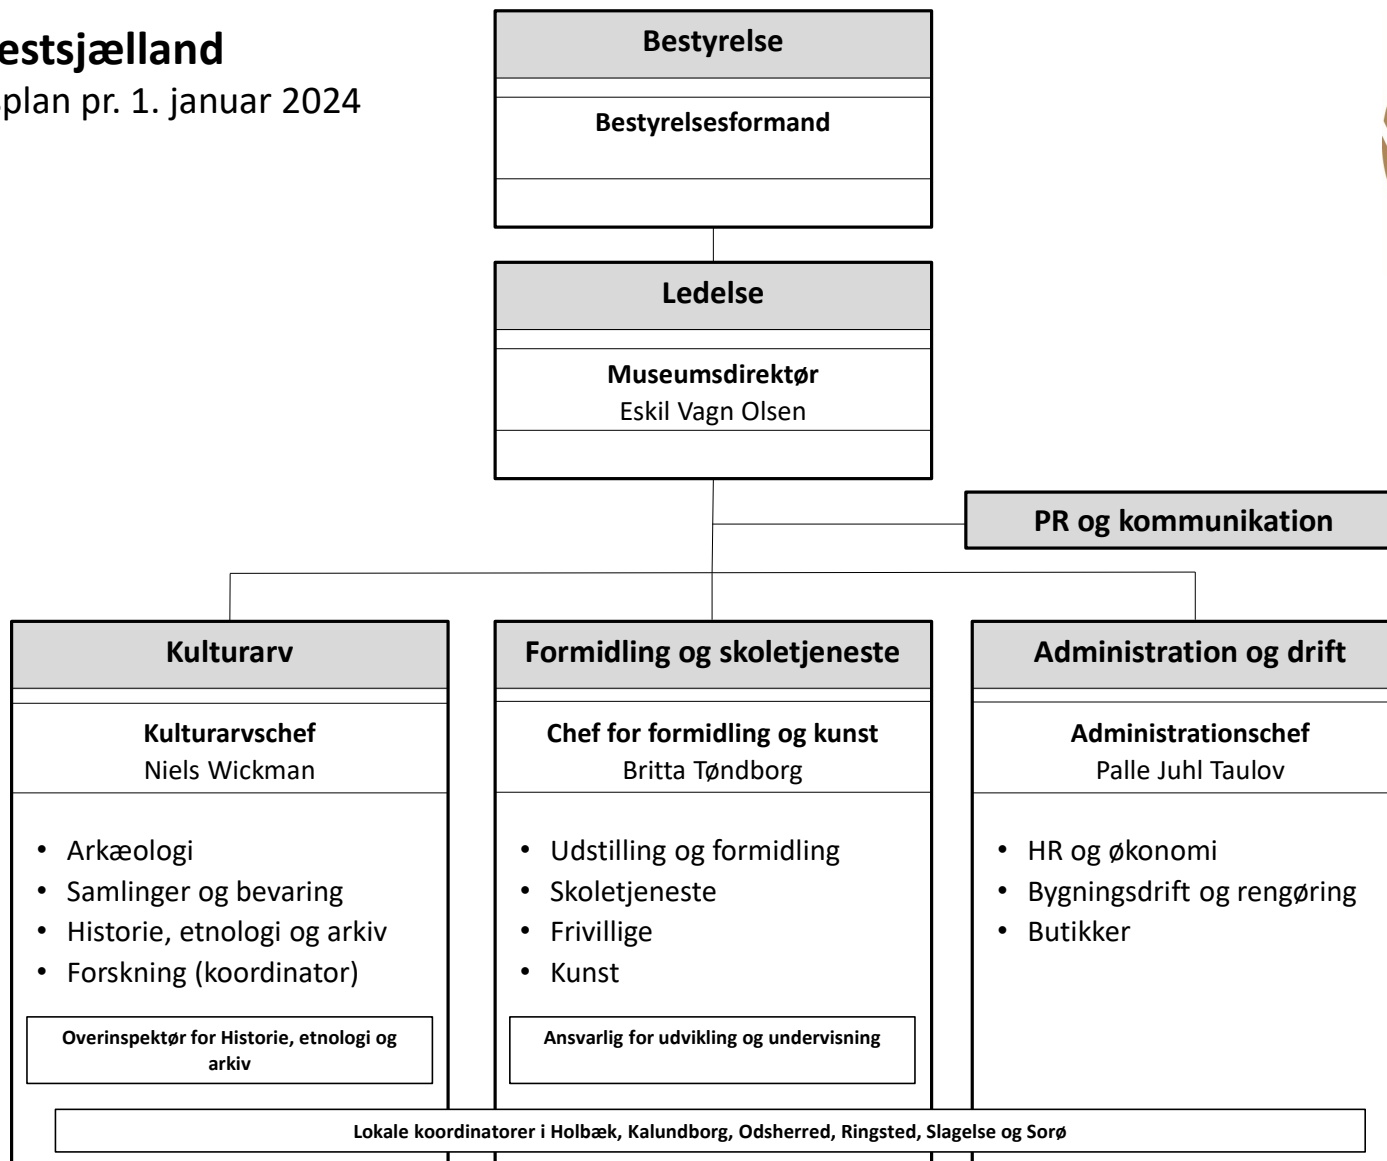 estsjælland
splan pr. 1. januar 2024
Bestyrelse
Bestyrelsesformand
Ledelse
Museumsdirektør
Eskil Vagn Olsen
PR og kommunikation
Kulturarv
Kulturarvschef
Niels Wickman
• Arkæologi
• Samlinger og bevaring
• Historie, etnologi og arkiv
• Forskning (koordinator)
Overinspektør for Historie, etnologi og
arkiv
Formidling og skoletjeneste
Chef for formidling og kunst
Britta Tøndborg
• Udstilling og formidling
• Skoletjeneste
• Frivillige
• Kunst
Ansvarlig for udvikling og undervisning
Administration og drift
Administrationschef
Palle Juhl Taulov
• HR og økonomi
• Bygningsdrift og rengøring
• Butikker
Lokale koordinatorer i Holbæk, Kalundborg, Odsherred, Ringsted, Slagelse og Sorø